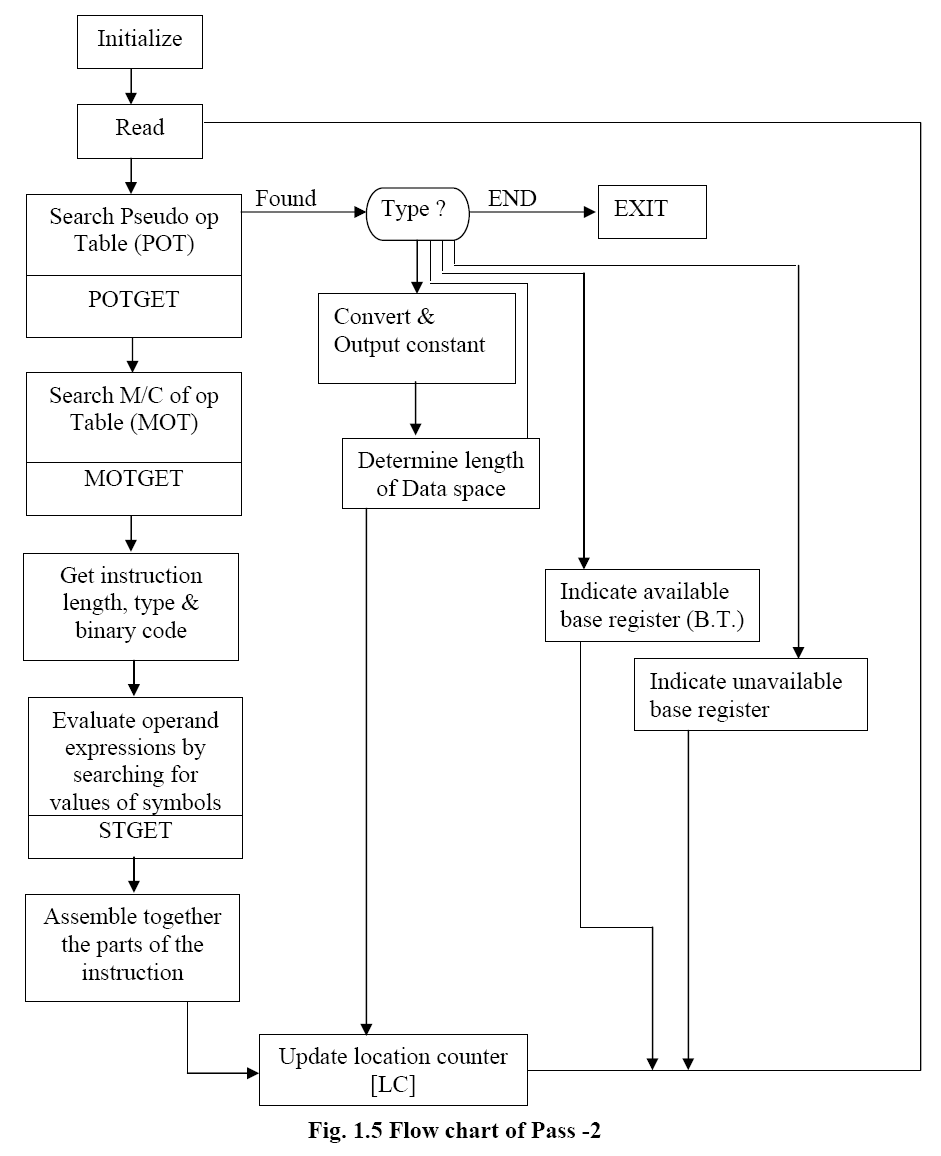 Initialize
Read
Search Pseudo op
Table (POT)
POTGET
Found
Type ?
END
EXIT
Convert &
Output constant
Determine length
of Data space
Indicate available
base register (B.T.)
Indicate unavailable
base register
Search M/C of op
Table (MOT)
MOTGET
Get instruction
length, type &
binary code
Evaluate operand
expressions by
searching for
values of symbols
STGET
Assemble together
the parts of the
instruction
Update location counter
[LC]
Fig. 1.5 Flow chart of Pass -2